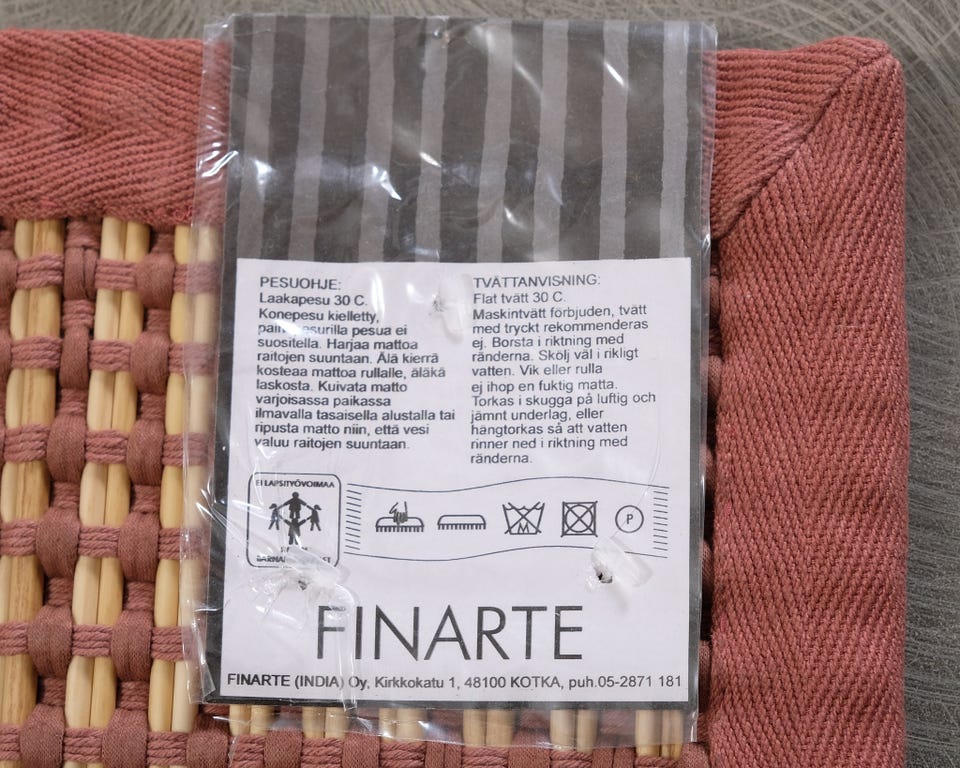 PESUOHJE:
Laakapesu 30 C.
Konepesu kielletty,
pesua ei
suositella. Harjaa mattoa
raitojen suuntaan. Älä kierrä
kosteaa mattoa rullalle, äläkä
laskosta. Kuivata matto
varjoisassa paikassa
ilmavalla tasaisella alustalla tai
ripusta matto niin, että vesi
valuu raitojen suuntaan.
TVÄTTANVISNING:
Flat tvätt 30 C.
Maskintvätt förbjuden, tvätt
med tryckt rekommenderas
ej. Borsta i riktning med
ränderna. Skölj väl i rikligt
vatten. Vik eller rulla
ej ihop en fuktig matta.
Torkas i skugga på luftig och
jämnt underlag, eller
hängtorkas så att vatten
rinner ned i riktning med
ränderna.
EI LAPSITYÖVOIMAA
M
P
FINARTE
FINARTE (INDIA) Oy, Kirkkokatu 1, 48100 KOTKA, puh.05-2871 181